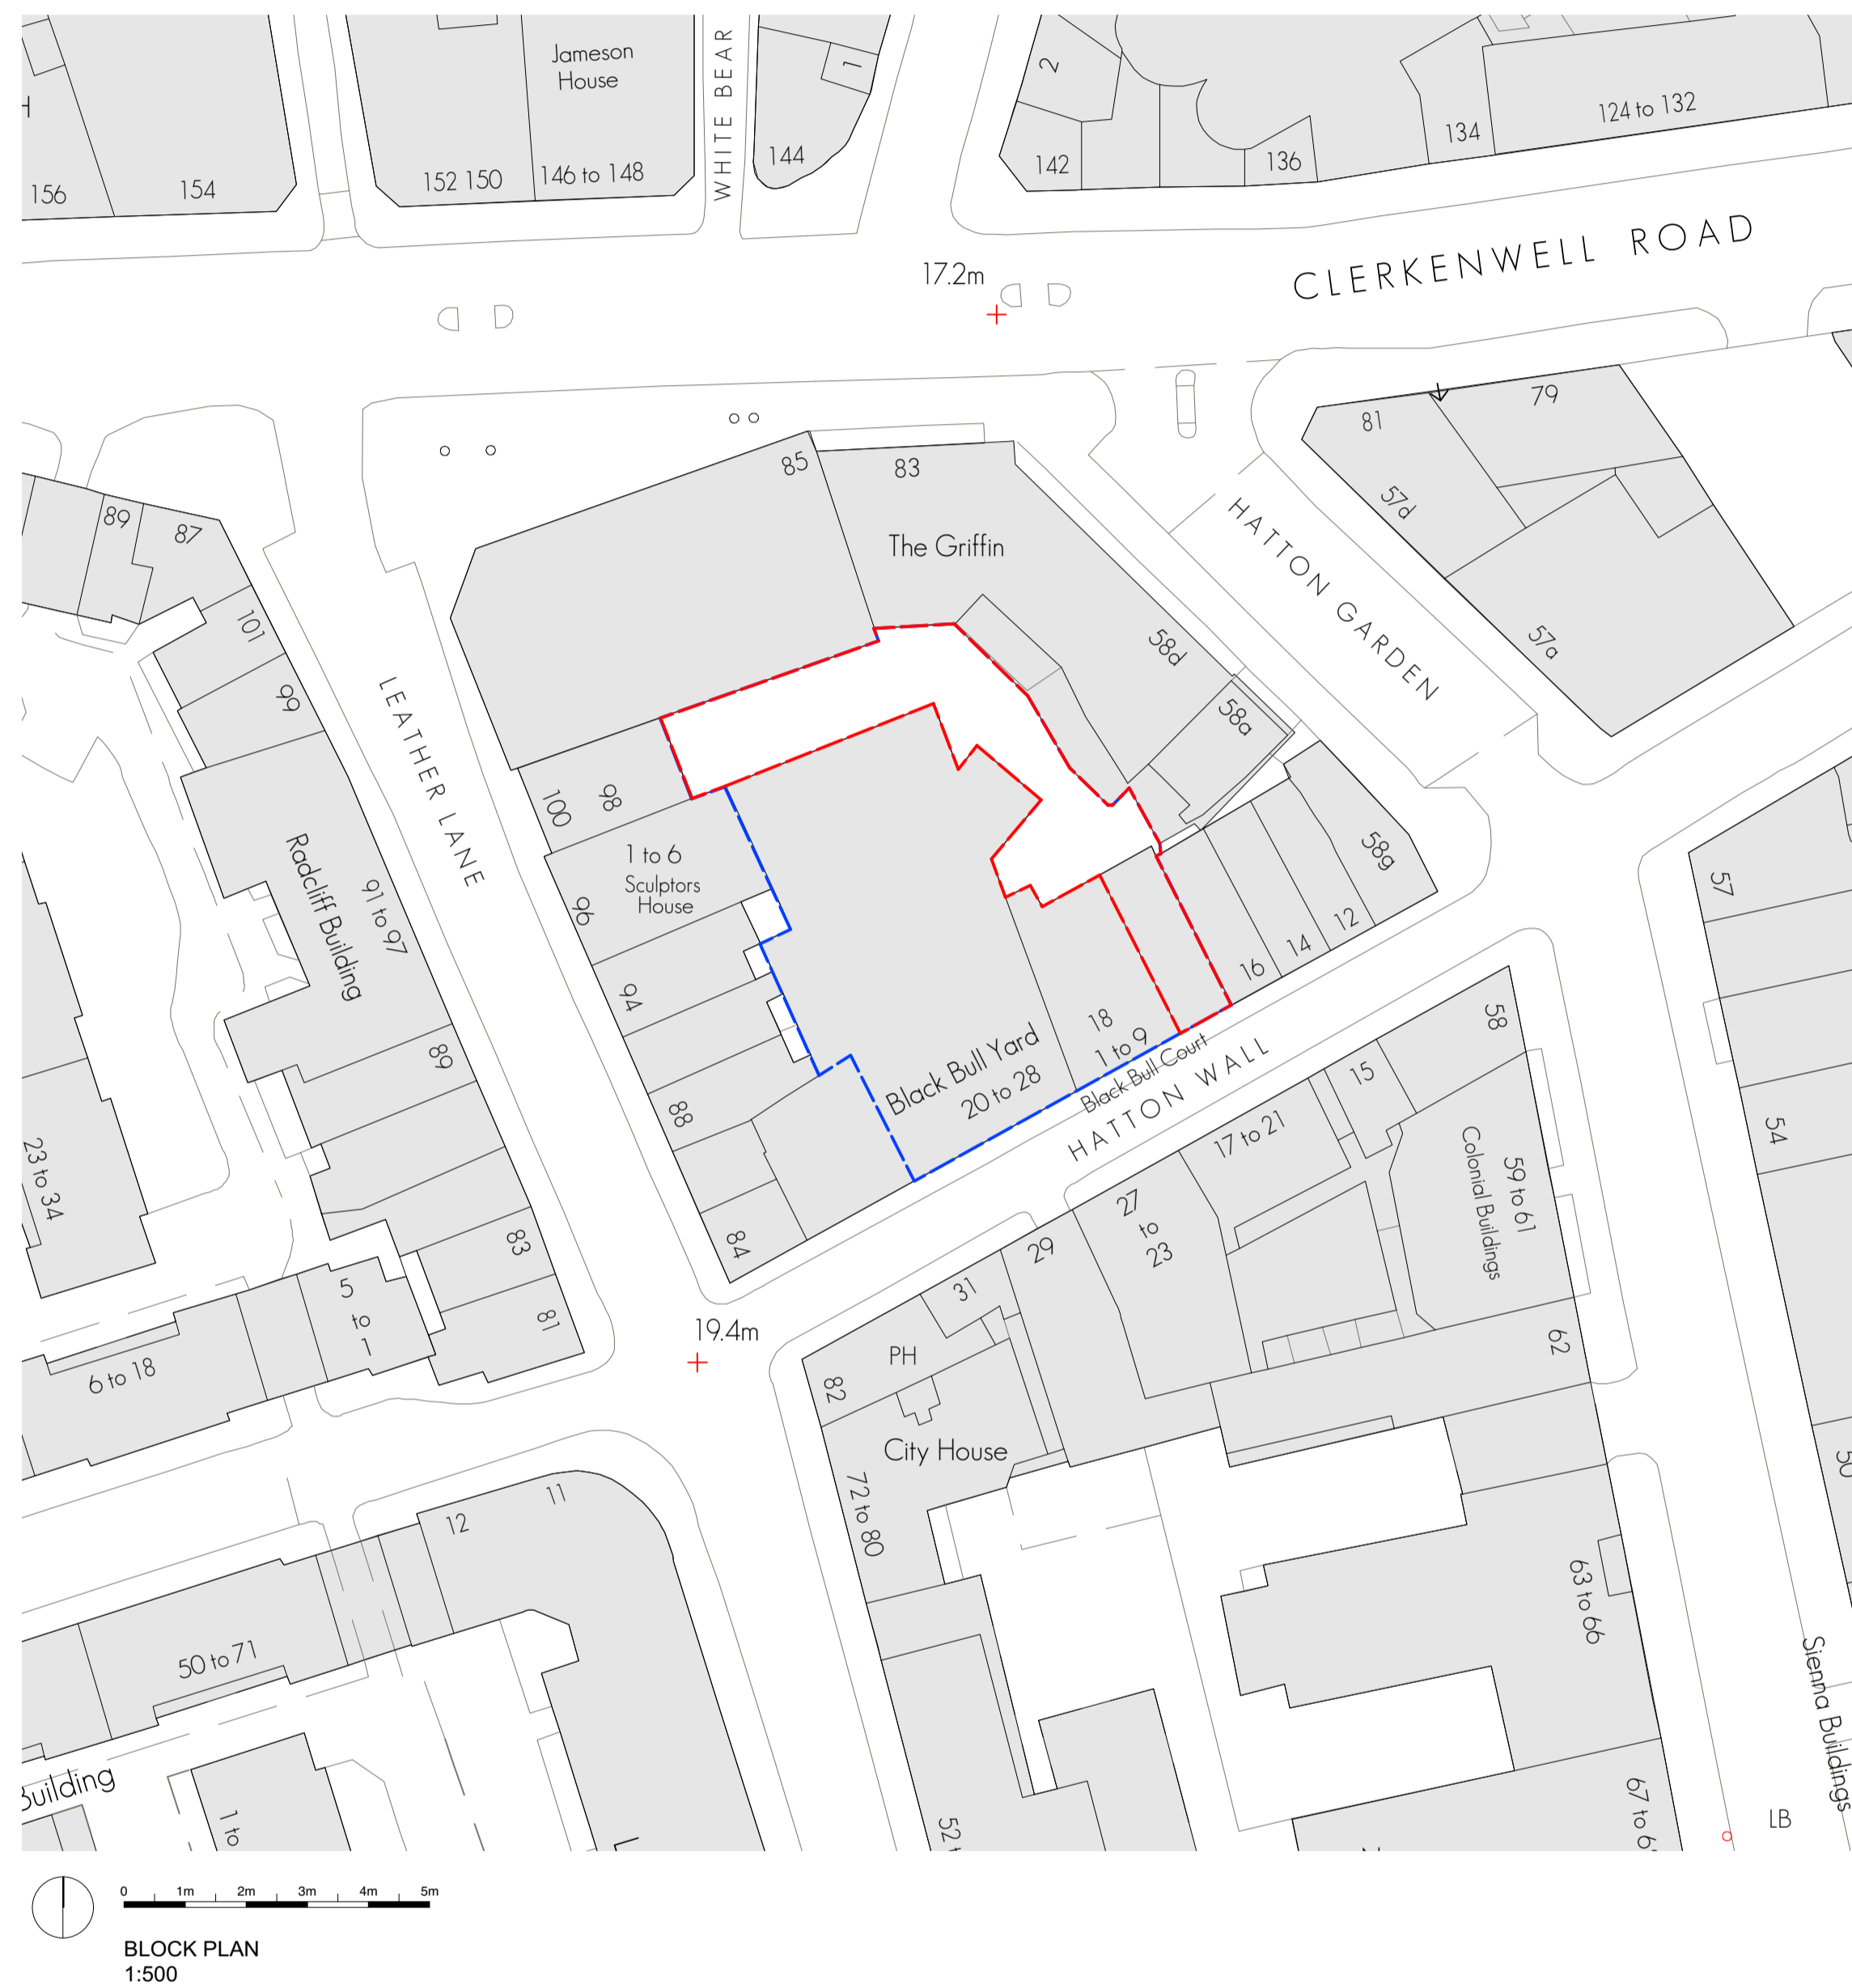 Jameson
House
WHITE BEAR
1
2
156
154
152 150
146 to 148
144
142
136
134
124 to 132
CLERKENWELL ROAD
17.2m
85
83
The Griffin
81
79
57d
57a
HATTON GARDEN
89
87
101
99
LEATHER LANE
58d
58a
58g
100
98
1 to 6
Sculptors
House
96
94
88
84
Radcliff Building
91 to 97
89
83
81
Black Bull Yard
20 to 28
18
1 to 9
Black Bull Court
HATTON WALL
16
14
12
57
54
58
15
17 to 21
59 to 61
Colonial Buildings
27
to
23
29
31
PH
82
City House
72 to 80
62
63 to 66
23 to 34
5
to
1
6 to 18
19.4m
11
12
50 to 71
Building
1 to
50
Sienna Buildings
LB
0 1m 2m 3m 4m 5m
BLOCK PLAN
1:500